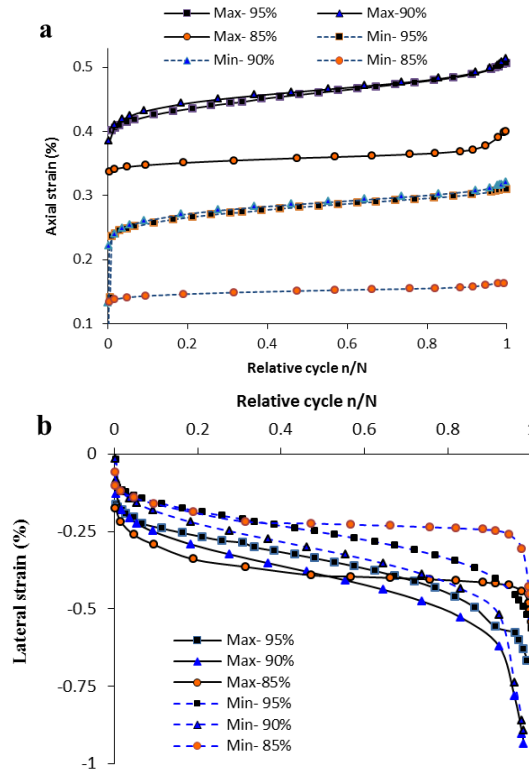 a
Max- 95%
Max-90%
Max- 85%
Min- 95%
Min- 90%
Min- 85%
Axial strain (%)
0.5
0.4
0.3
0.2
0.1
0
0.2
0.4
0.6
0.8
1
Relative cycle n/N
b
Relative cycle n/N
0
0.2
0.4
0.6
0.8
1
Lateral strain (%)
0
-0.25
-0.5
-0.75
-1
Max- 95%
Max- 90%
Max-85%
Min- 95%
Min- 90%
Min- 85%